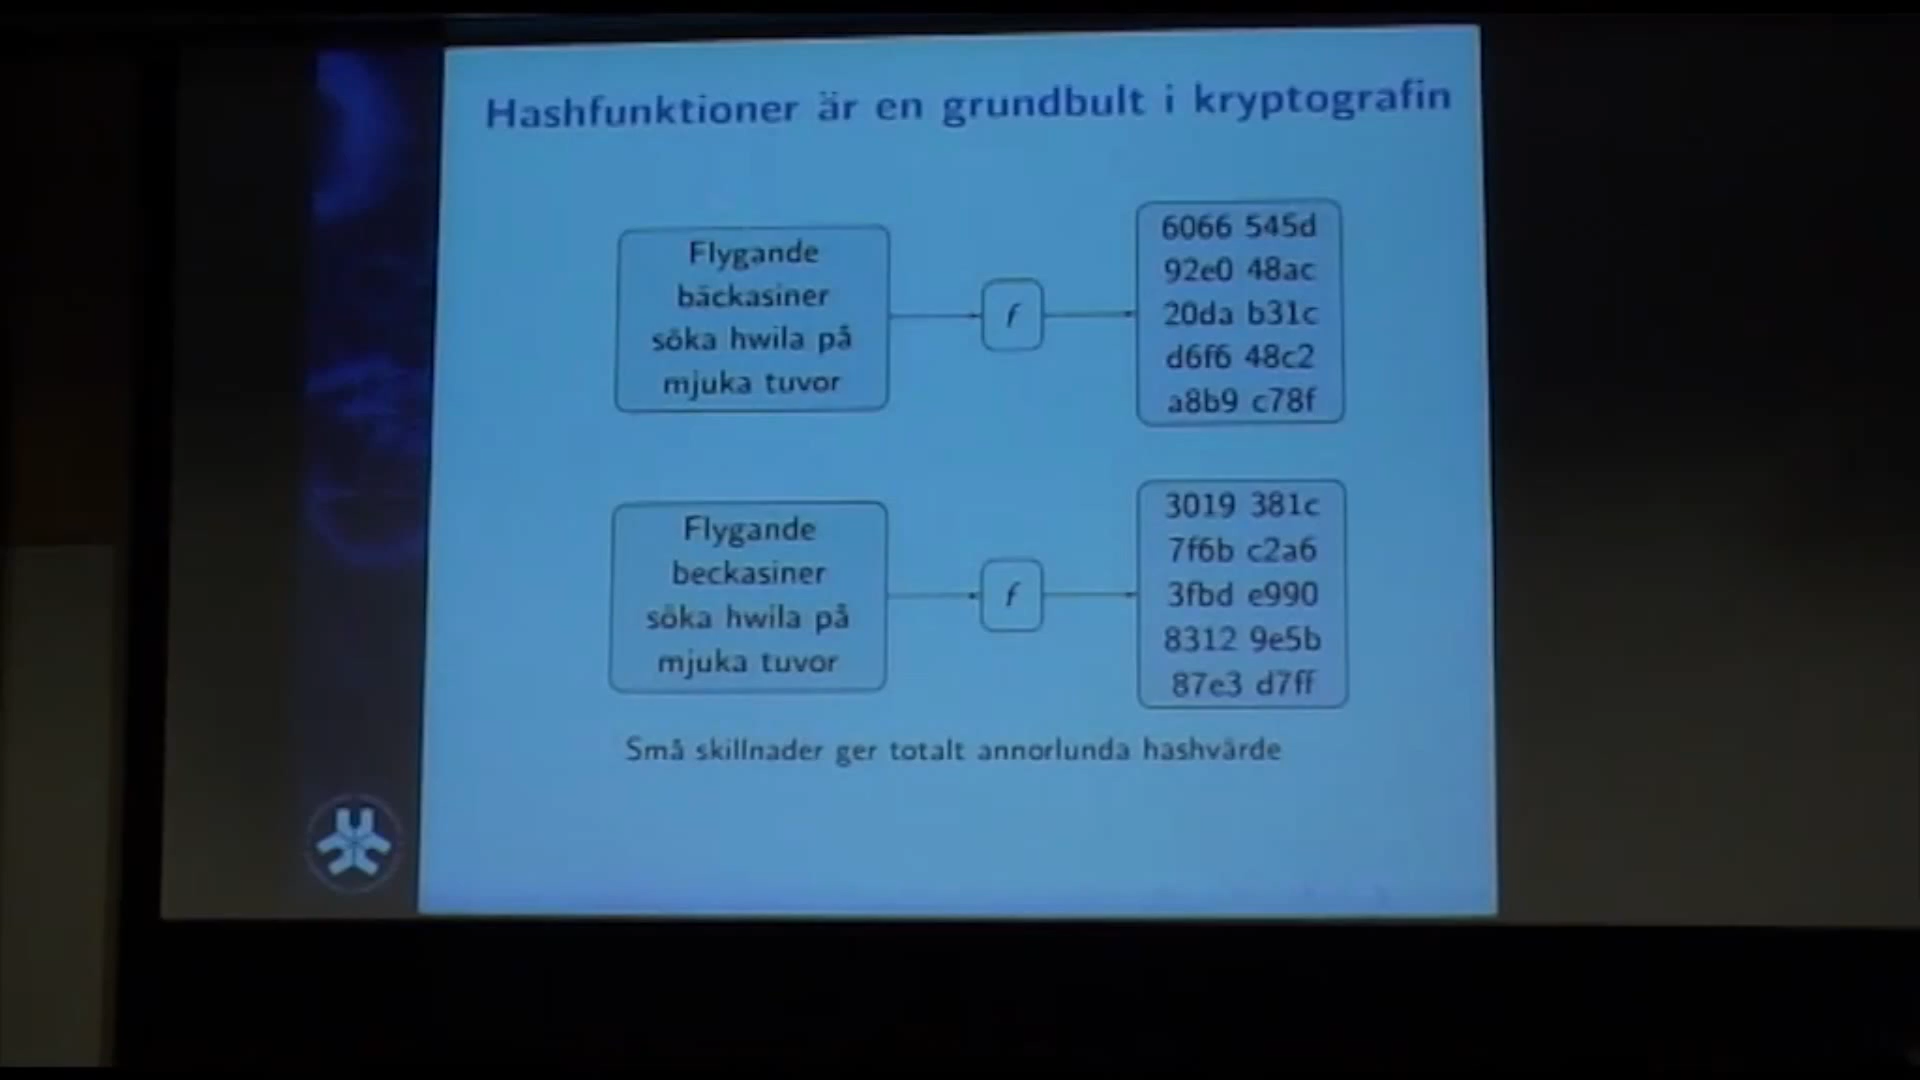 Hashfunktioner är en grundbult i kryptografin
Flygande
bäckasiner
söka hwila på
mjuka tuvor
f
6066 545d
92e0 48ac
20da b31c
d6f6 48c2
a8b9 c78f
Flygande
beckasiner
söka hwila på
mjuka tuvor
f
3019 381c
7f6b c2a6
3fbd e990
8312 9e5b
87e3 d7ff
Små skillnader ger totalt annorlunda hashvärde